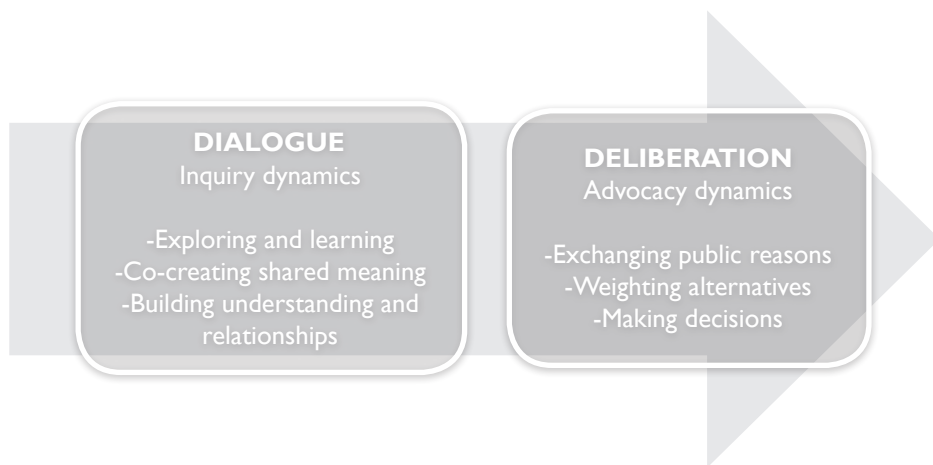 DIALOGUE
Inquiry dynamics
-Exploring and learning
-Co-creating shared meaning
-Building understanding and
relationships
DELIBERATION
Advocacy dynamics
-Exchanging public reasons
-Weighting alternatives
-Making decisions